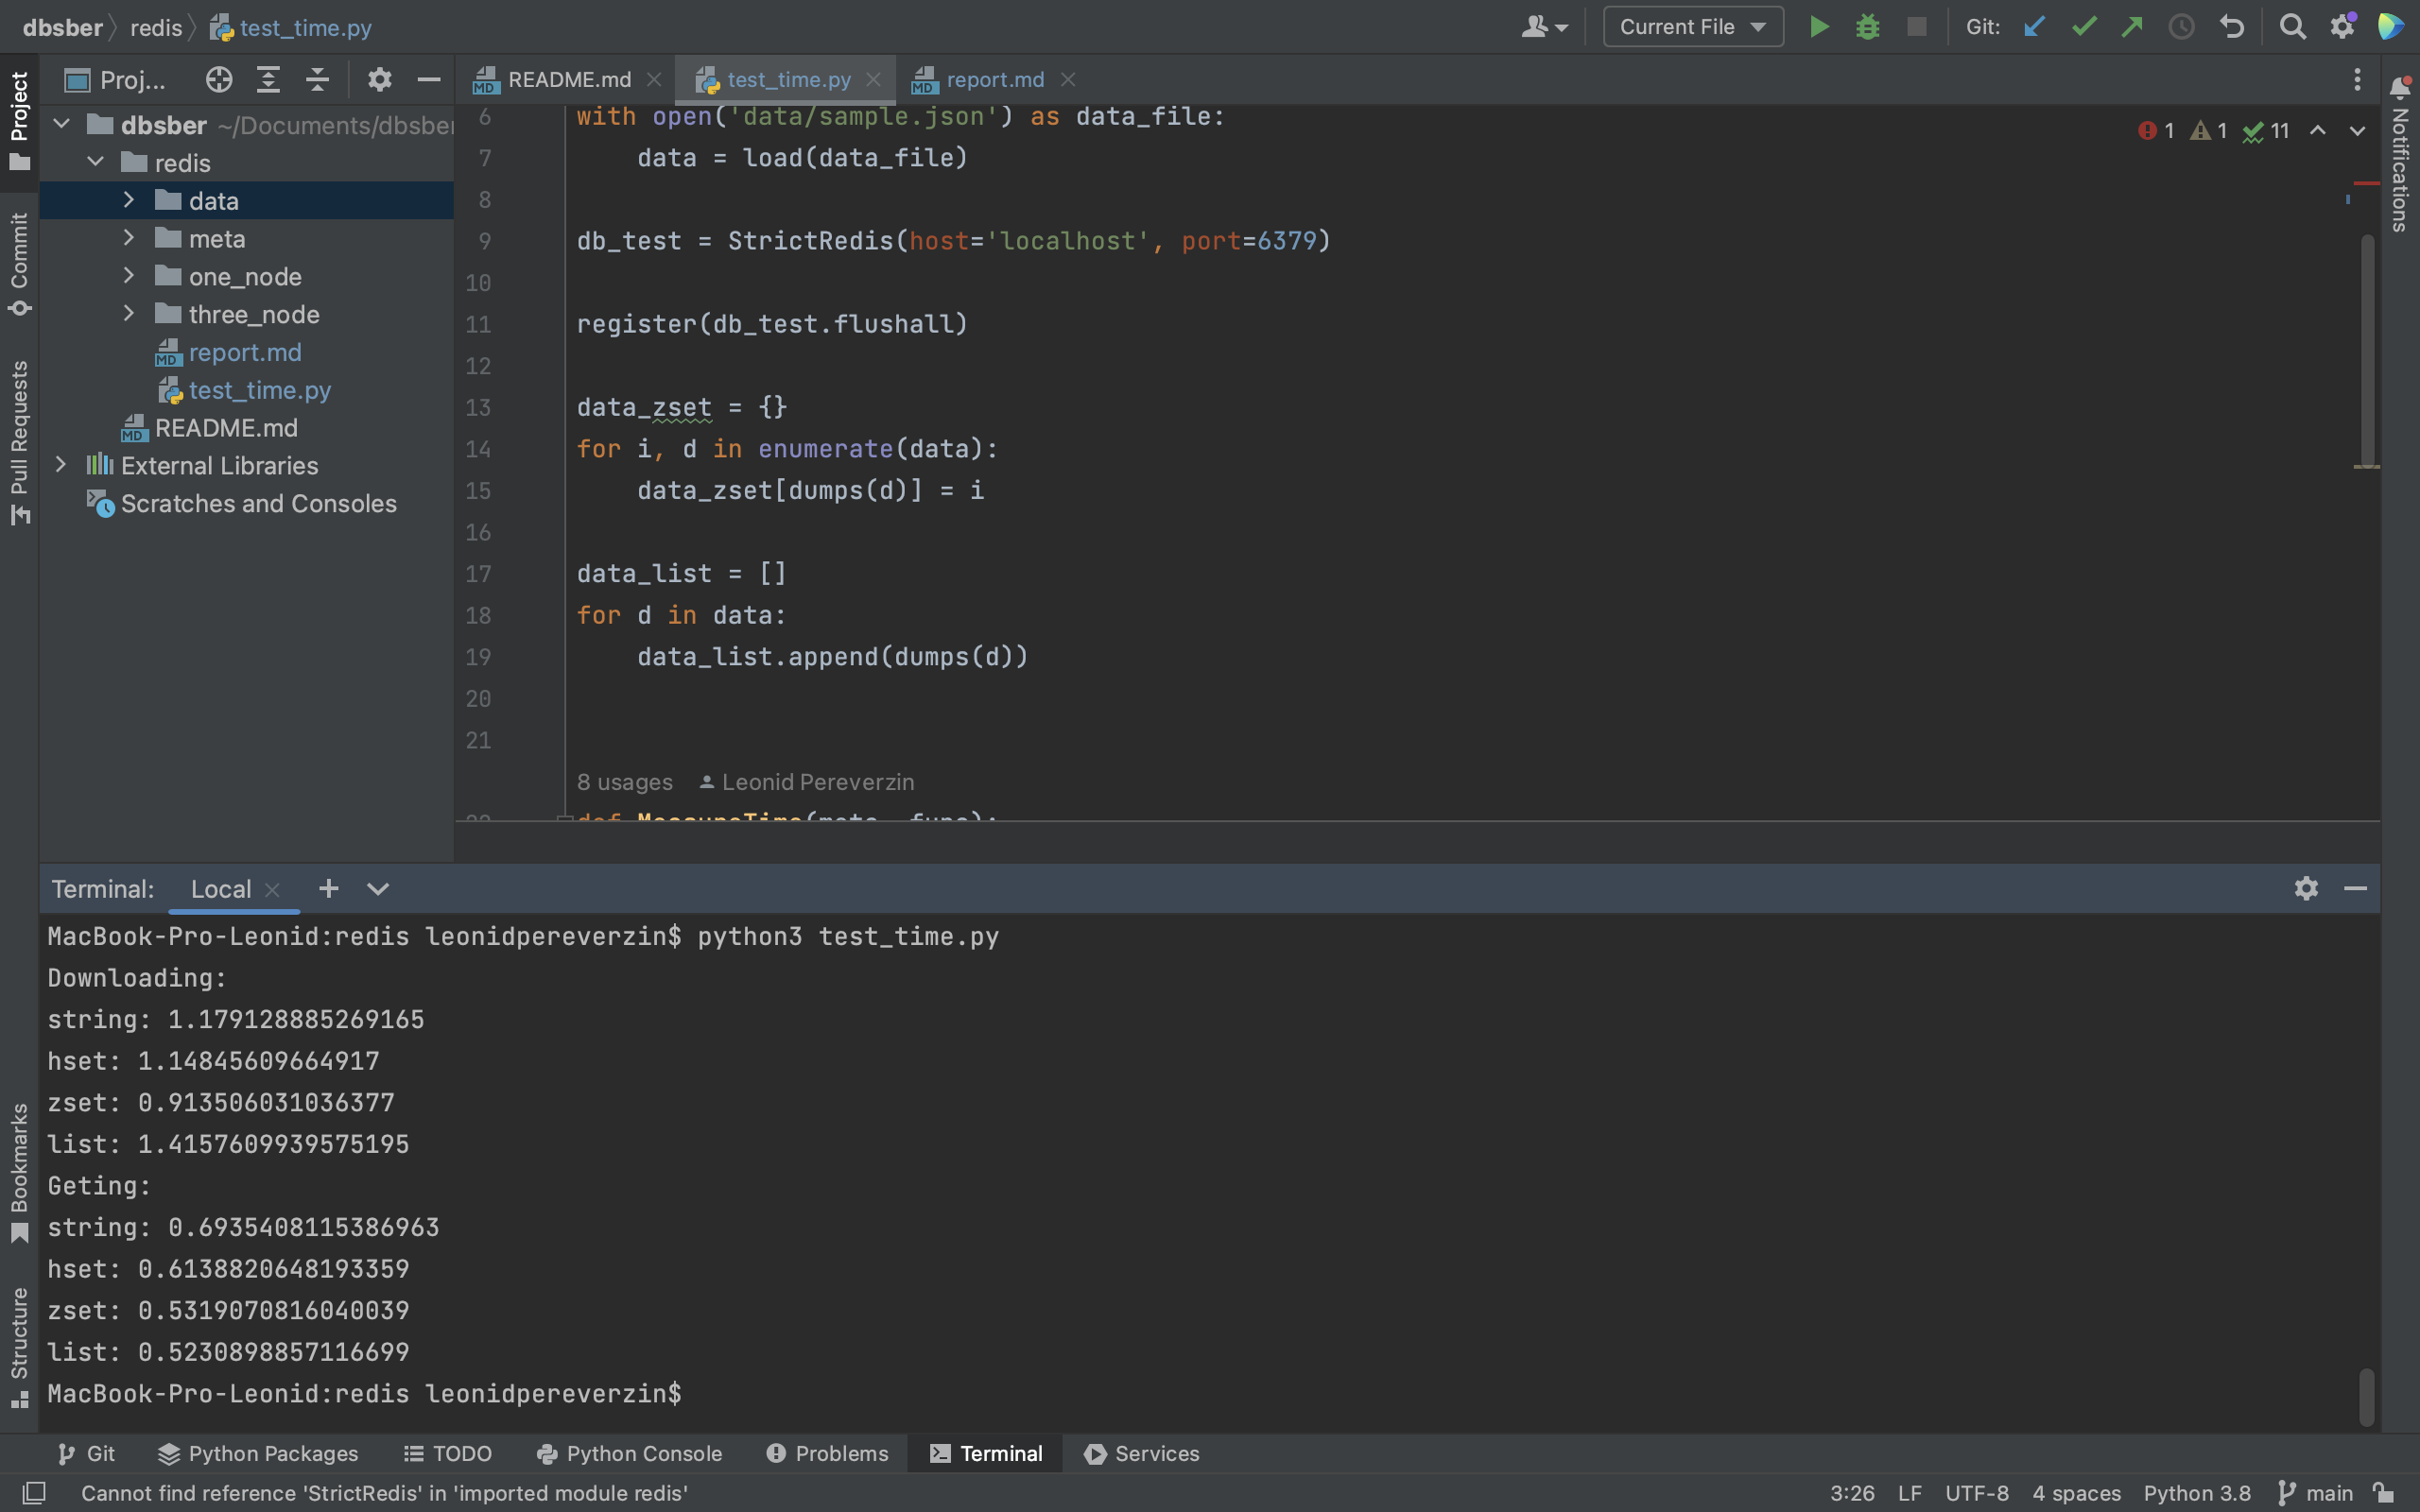 dbsber redis test_time.py
Current File
Git:
Project
Proj...
README.md
test_time.py
report.md
dbsber ~/Documents/dbsber
redis
data
meta
one_node
three_node
report.md
test_time.py
README.md
External Libraries
Scratches and Consoles
Commit
Pull Requests
Bookmarks
Structure
Notifications
1 1 11
6 with open('data/sample.json') as data_file:
7 data = load(data_file)
8
9 db_test = StrictRedis(host='localhost', port=6379)
10
11 register(db_test.flushall)
12
13 data_zset = {}
14 for i, d in enumerate(data):
15 data_zset[dumps(d)] = i
16
17 data_list = []
18 for d in data:
19 data_list.append(dumps(d))
20
21
8 usages Leonid Pereverzin
22 def MeasureTime(meta, func):
Terminal: Local
MacBook-Pro-Leonid:redis leonidpereverzin$ python3 test_time.py
Downloading:
string: 1.179128885269165
hset: 1.14845609664917
zset: 0.913506031036377
list: 1.4157609939575195
Geting:
string: 0.6935408115386963
hset: 0.6138820648193359
zset: 0.5319070816040039
list: 0.5230898857116699
MacBook-Pro-Leonid:redis leonidpereverzin$
Git Python Packages TODO Python Console Problems Terminal Services
Cannot find reference 'StrictRedis' in 'imported module redis'
3:26 LF UTF-8 4 spaces Python 3.8 main